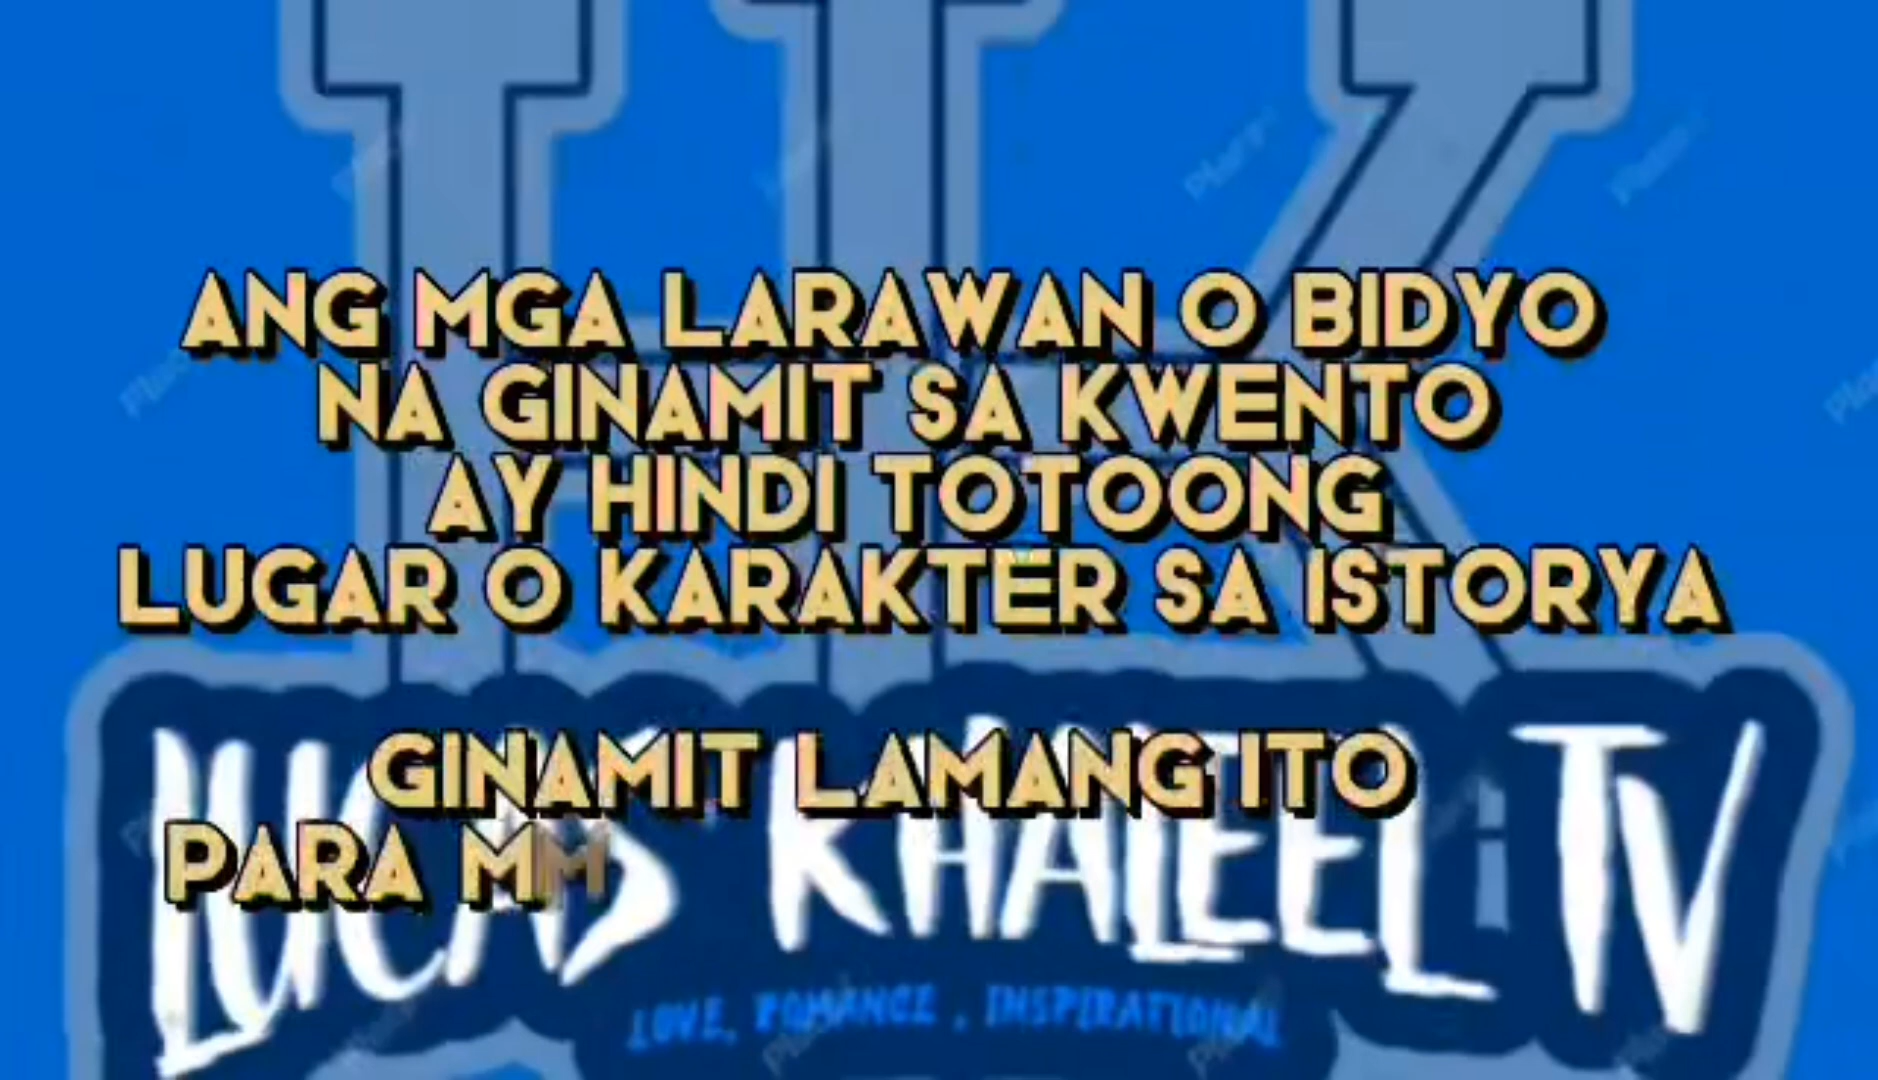 ANG MGA LARAWAN O BIDYO
NA GINAMIT SA KWENTO
AY HINDI TOTOONG
LUGAR O KARAKTER SA ISTORYA
GINAMIT LAMANG ITO
PARA
LUCAS KHALEEL TV
LOVE, ROMANCE, INSPIRATIONAL